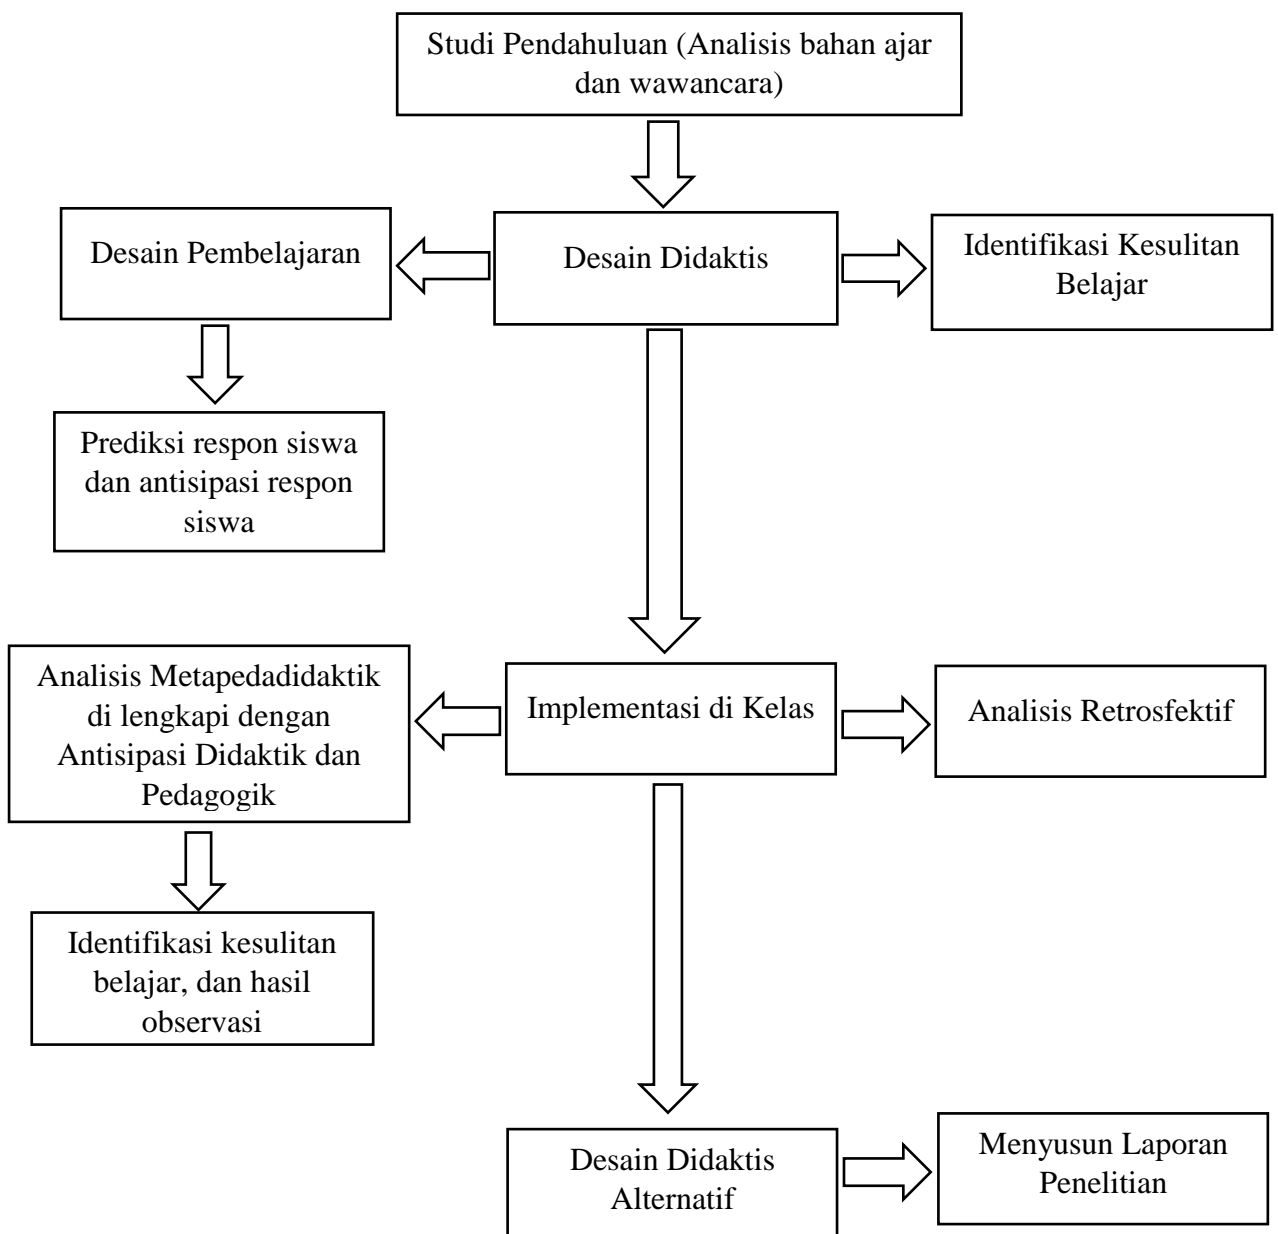 Studi Pendahuluan (Analisis bahan ajar
dan wawancara)
Desain Pembelajaran
Desain Didaktis
Identifikasi Kesulitan
Belajar
Prediksi respon siswa
dan antisipasi respon
siswa
Analisis Metapedadidaktik
di lengkapi dengan
Antisipasi Didaktik dan
Pedagogik
Implementasi di Kelas
Analisis Retrosfektif
Identifikasi kesulitan
belajar, dan hasil
observasi
Desain Didaktis
Alternatif
Menyusun Laporan
Penelitian